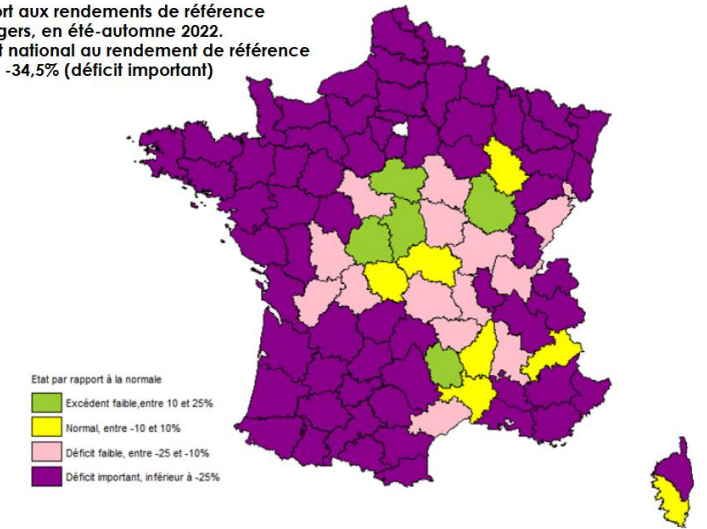 rt aux rendements de référence
gers, en été-automne 2022.
t national au rendement de référence
-34,5% (déficit important)
Etat par rapport à la normale
Excédent faible,entre 10 et 25%
Normal, entre -10 et 10%
Déficit faible, entre -25 et -10%
Déficit important, inférieur à -25%